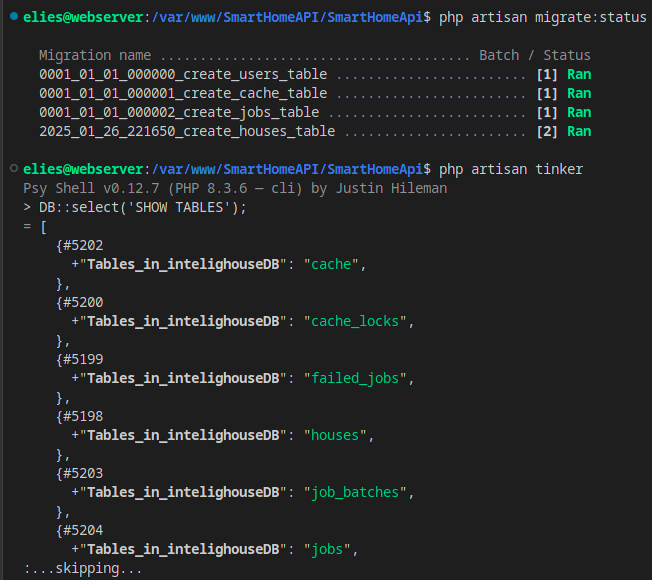 elies@webserver:/var/www/SmartHomeAPI/SmartHomeApi$ php artisan migrate:status
Migration name ..................................... Batch / Status
0001_01_01_000000_create_users_table ........................ [1] Ran
0001_01_01_000001_create_cache_table ........................ [1] Ran
0001_01_01_000002_create_jobs_table ......................... [1] Ran
2025_01_26_221650_create_houses_table ....................... [2] Ran
elies@webserver:/var/www/SmartHomeAPI/SmartHomeApi$ php artisan tinker
Psy Shell v0.12.7 (PHP 8.3.6 — cli) by Justin Hileman
> DB::select('SHOW TABLES');
= [
{#5202
+"Tables_in_intelighouseDB": "cache",
},
{#5200
+"Tables_in_intelighouseDB": "cache_locks",
},
{#5199
+"Tables_in_intelighouseDB": "failed_jobs",
},
{#5198
+"Tables_in_intelighouseDB": "houses",
},
{#5203
+"Tables_in_intelighouseDB": "job_batches",
},
{#5204
+"Tables_in_intelighouseDB": "jobs",
:...skipping...